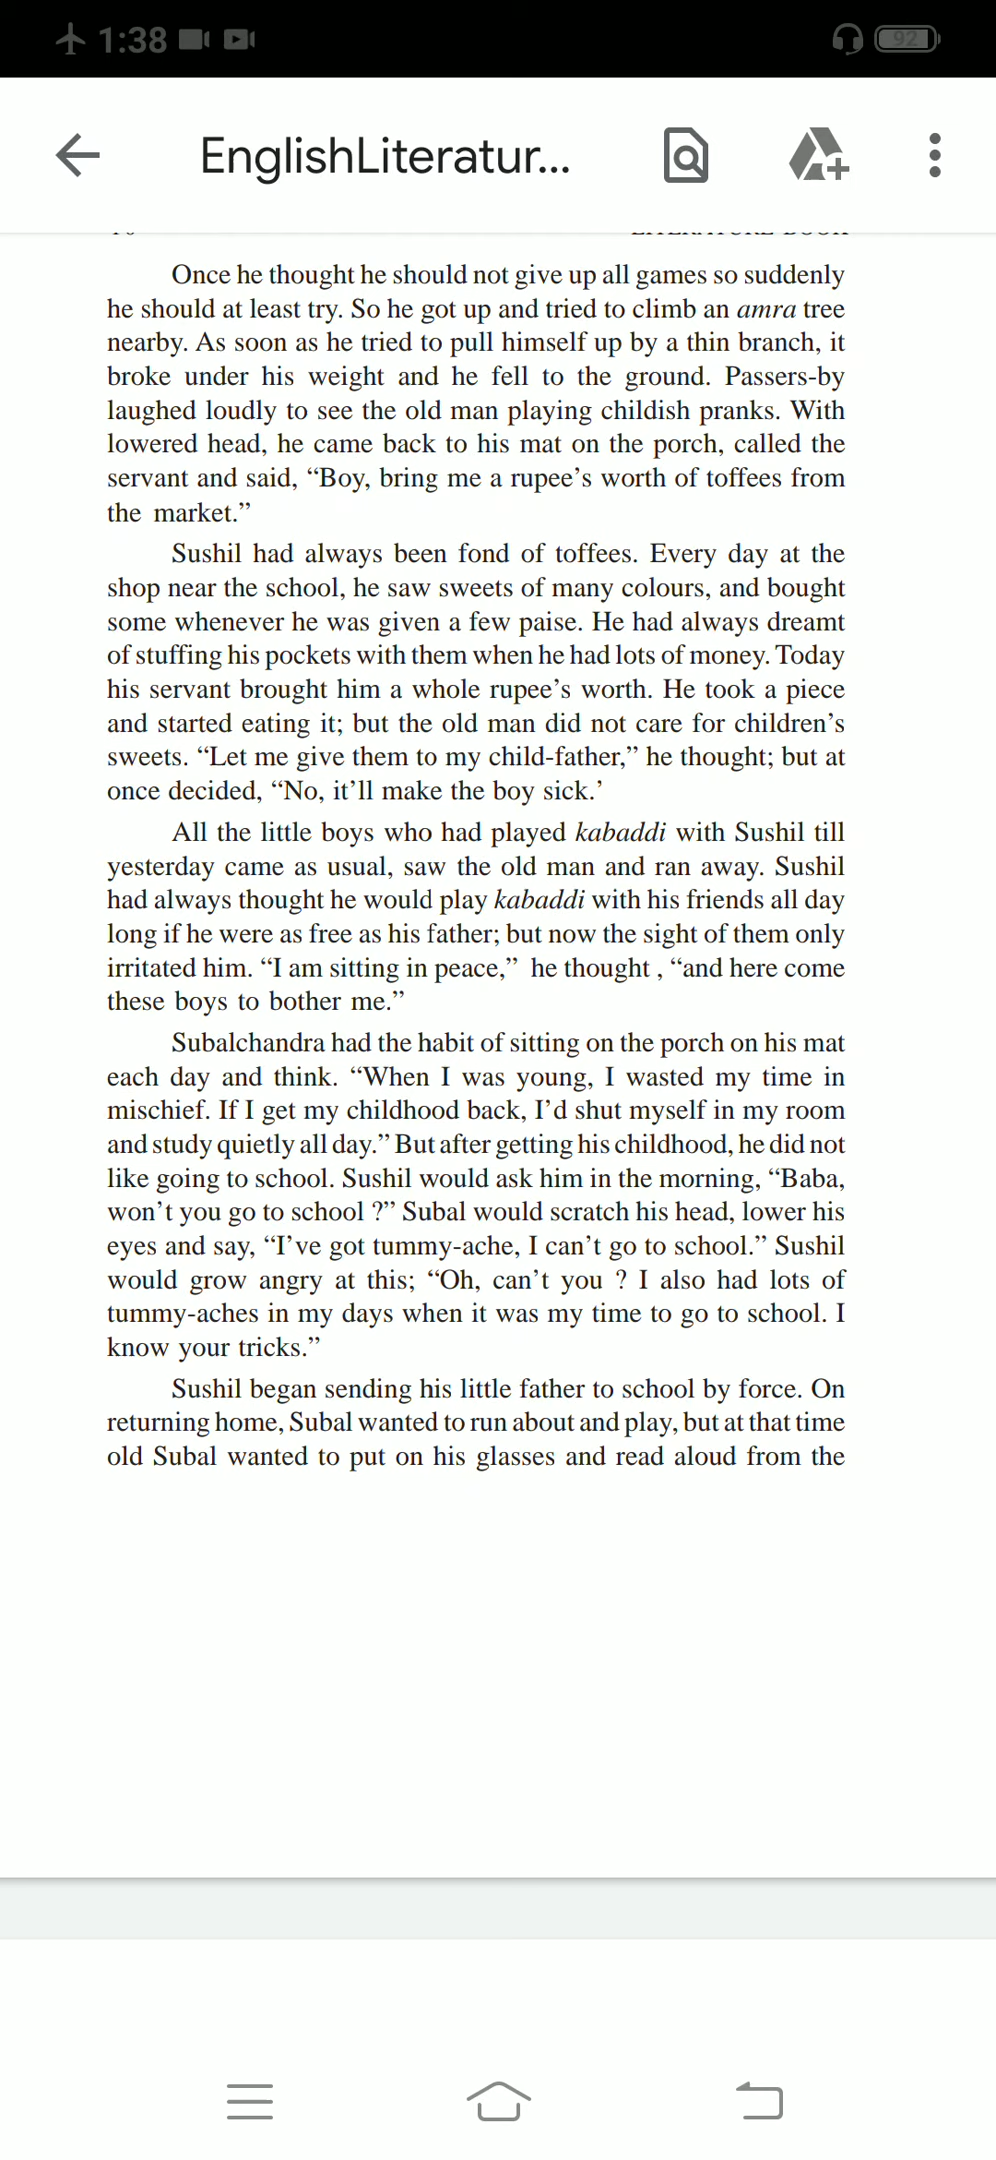 1:38
92
EnglishLiteratur...
Once he thought he should not give up all games so suddenly
he should at least try. So he got up and tried to climb an amra tree
nearby. As soon as he tried to pull himself up by a thin branch, it
broke under his weight and he fell to the ground. Passers-by
laughed loudly to see the old man playing childish pranks. With
lowered head, he came back to his mat on the porch, called the
servant and said, “Boy, bring me a rupee’s worth of toffees from
the market.”
Sushil had always been fond of toffees. Every day at the
shop near the school, he saw sweets of many colours, and bought
some whenever he was given a few paise. He had always dreamt
of stuffing his pockets with them when he had lots of money. Today
his servant brought him a whole rupee’s worth. He took a piece
and started eating it; but the old man did not care for children’s
sweets. “Let me give them to my child-father,” he thought; but at
once decided, “No, it’ll make the boy sick.’
All the little boys who had played kabaddi with Sushil till
yesterday came as usual, saw the old man and ran away. Sushil
had always thought he would play kabaddi with his friends all day
long if he were as free as his father; but now the sight of them only
irritated him. “I am sitting in peace,” he thought , “and here come
these boys to bother me.”
Subalchandra had the habit of sitting on the porch on his mat
each day and think. “When I was young, I wasted my time in
mischief. If I get my childhood back, I’d shut myself in my room
and study quietly all day.” But after getting his childhood, he did not
like going to school. Sushil would ask him in the morning, “Baba,
won’t you go to school ?” Subal would scratch his head, lower his
eyes and say, “I’ve got tummy-ache, I can’t go to school.” Sushil
would grow angry at this; “Oh, can’t you ? I also had lots of
tummy-aches in my days when it was my time to go to school. I
know your tricks.”
Sushil began sending his little father to school by force. On
returning home, Subal wanted to run about and play, but at that time
old Subal wanted to put on his glasses and read aloud from the